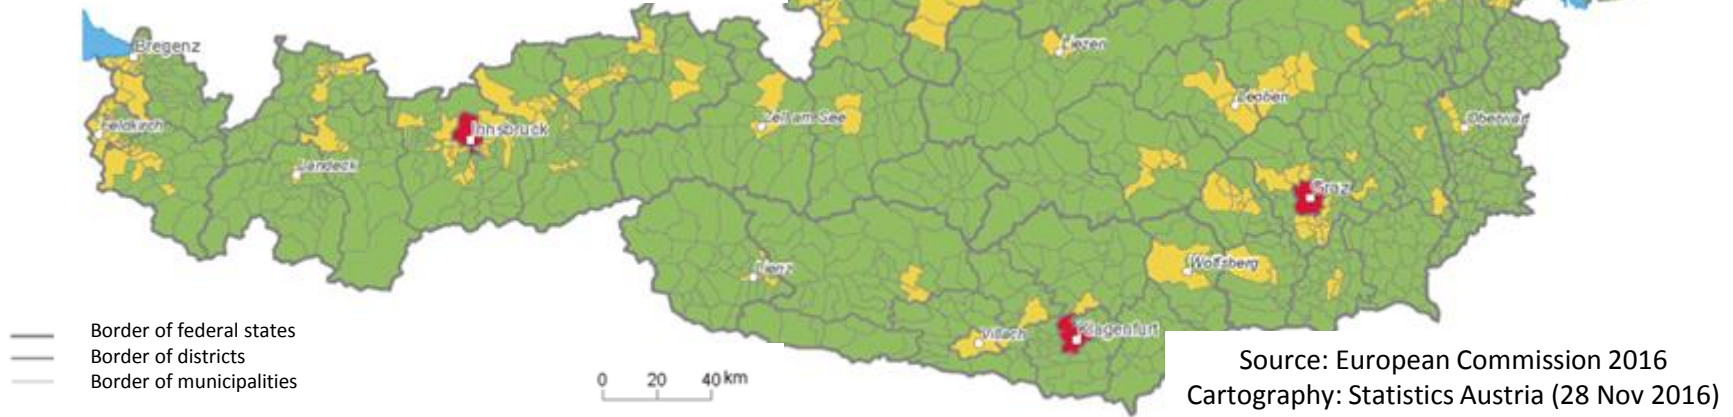 Bregenz
Liezen
Leoben
Feldkirch
Zell am See
Oberwart
Innsbruck
Landeck
Graz
Lienz
Wolfsberg
Villach
Klagenfurt
Border of federal states
Border of districts
Border of municipalities
0 20 40 km
Source: European Commission 2016
Cartography: Statistics Austria (28 Nov 2016)